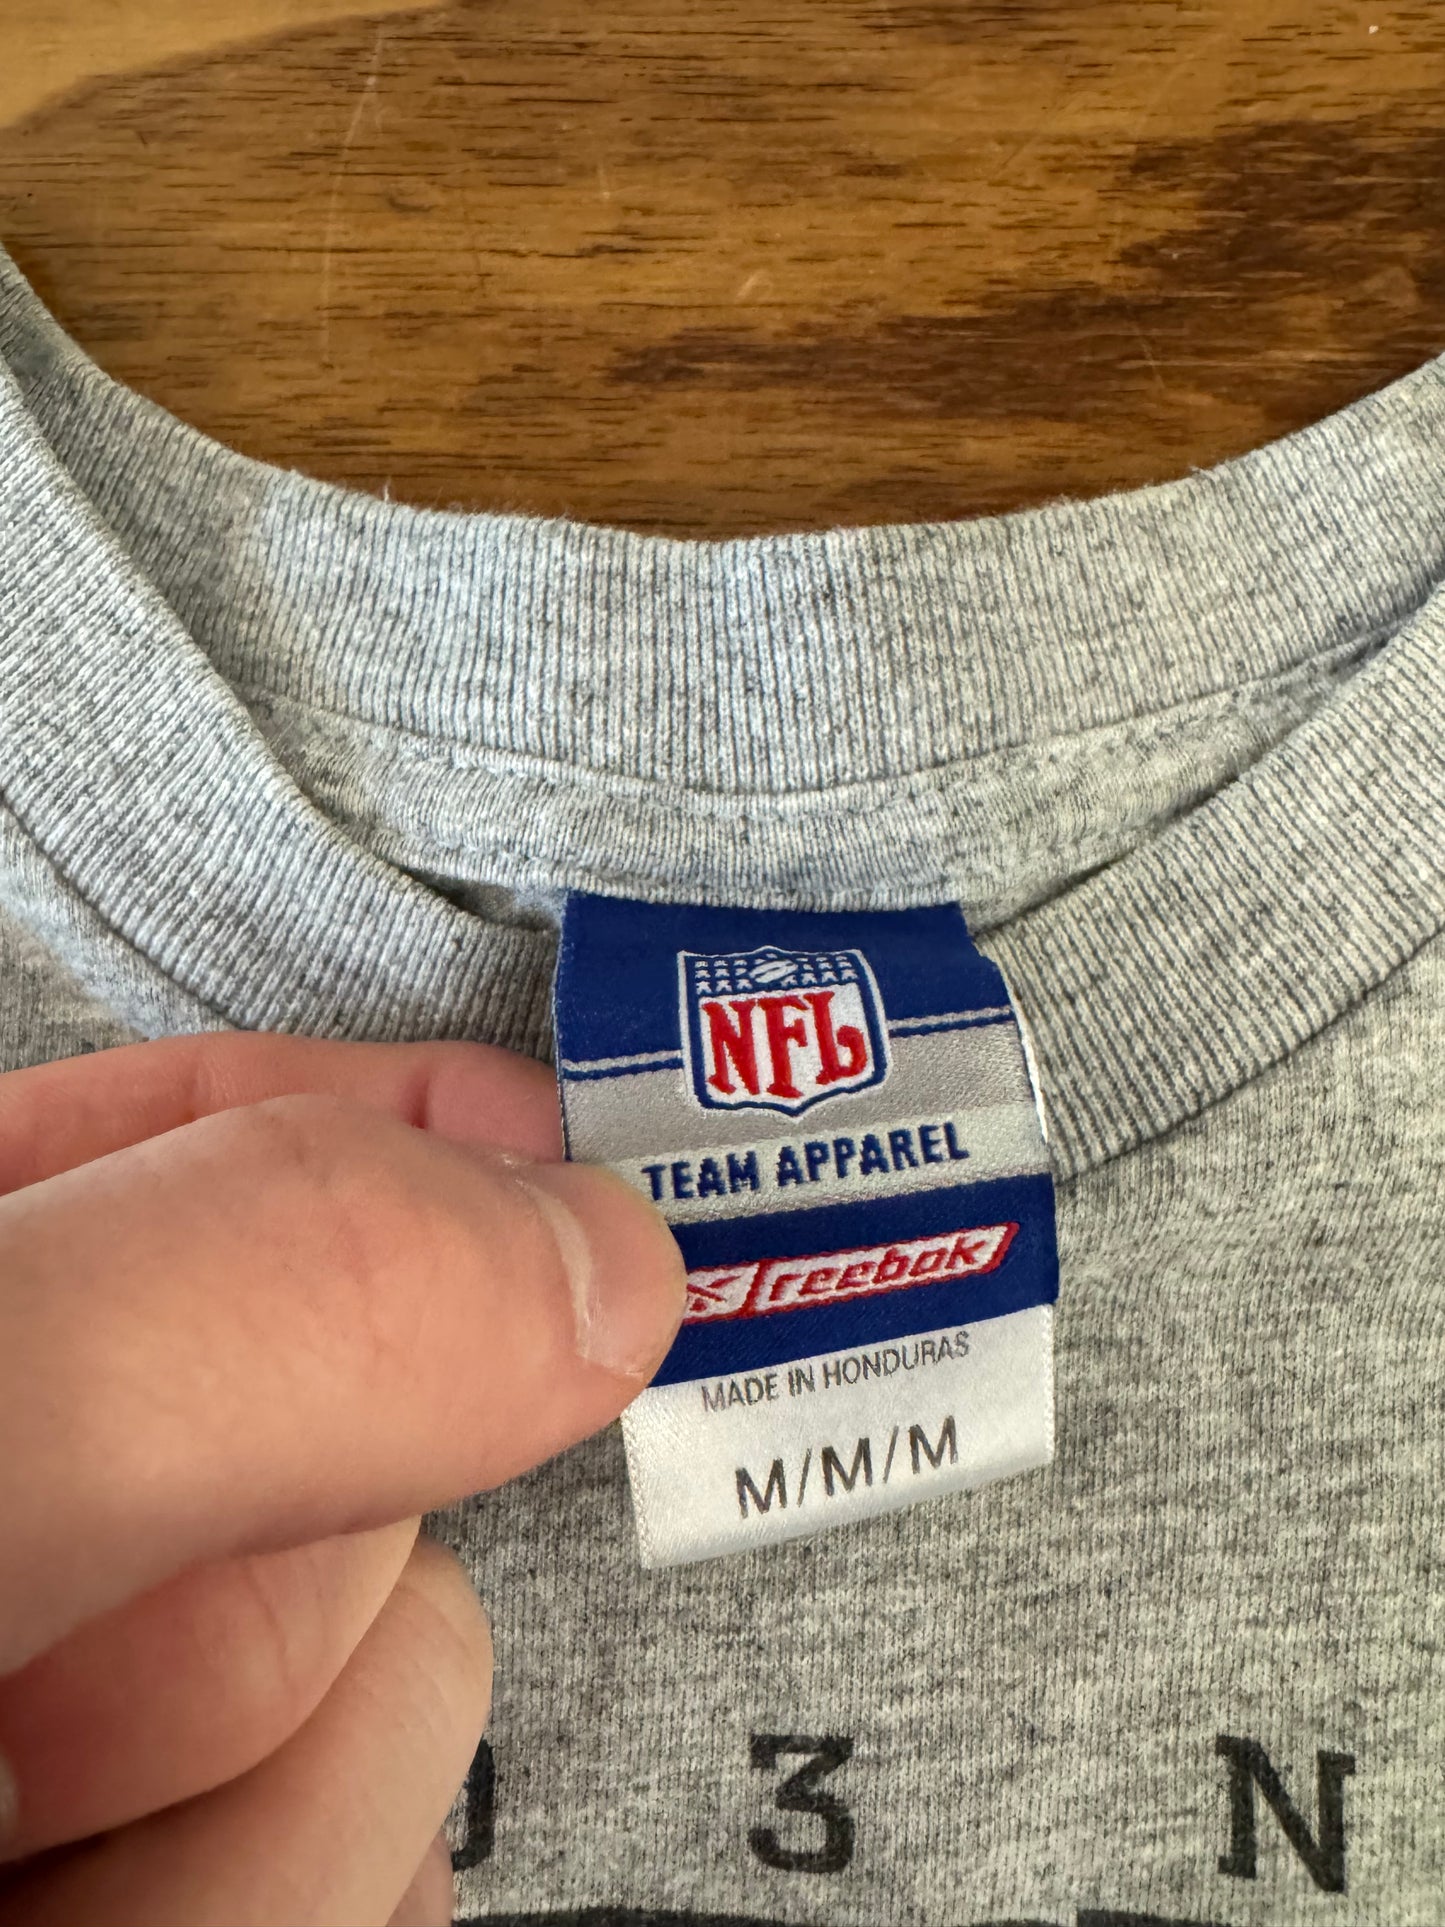 NFL
TEAM APPAREL
reebok
MADE IN HONDURAS
M/M/M
3 N